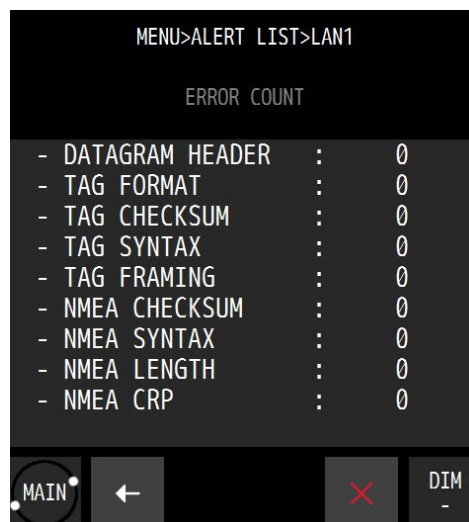 MENU>ALERT LIST>LAN1
ERROR COUNT
- DATAGRAM HEADER : 0
- TAG FORMAT : 0
- TAG CHECKSUM : 0
- TAG SYNTAX : 0
- TAG FRAMING : 0
- NMEA CHECKSUM : 0
- NMEA SYNTAX : 0
- NMEA LENGTH : 0
- NMEA CRP : 0
MAIN ← × DIM
-